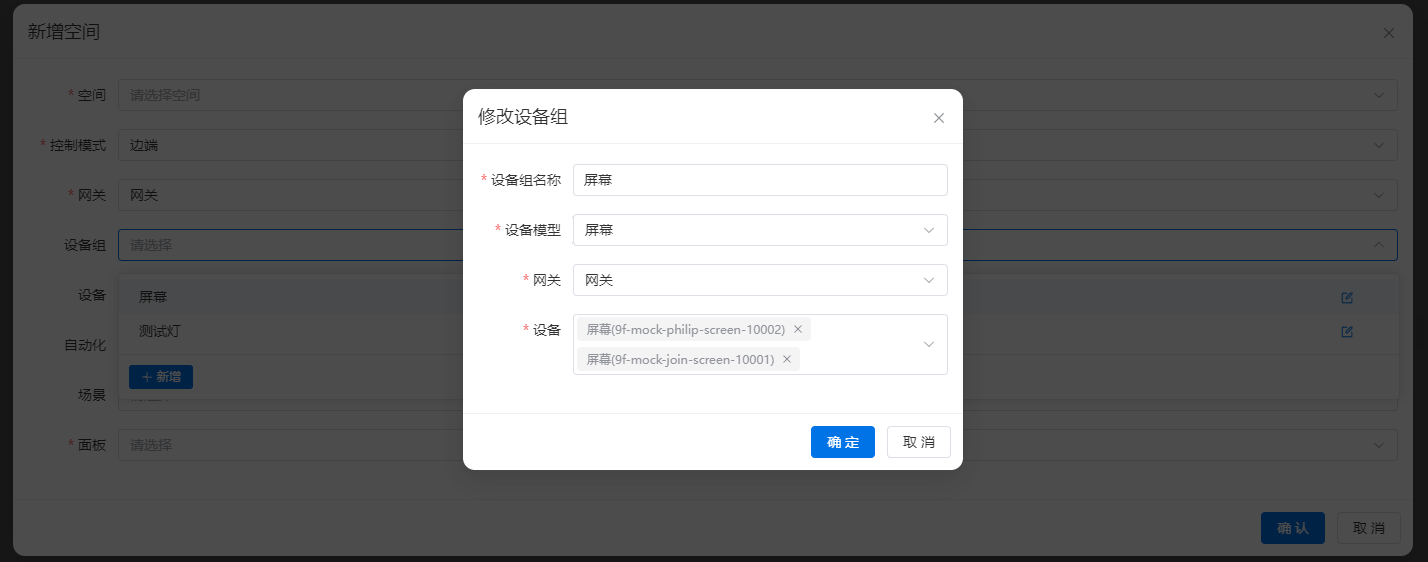 新增空间
* 空间 请选择空间
* 控制模式 边端
* 网关 网关
设备组 请选择
设备
屏幕
测试灯
自动化
+ 新增
场景
* 面板 请选择
确 认 取 消
修改设备组
* 设备组名称 屏幕
* 设备模型 屏幕
* 网关 网关
* 设备 屏幕(9f-mock-philip-screen-10002) ×
屏幕(9f-mock-join-screen-10001) ×
确 定 取 消